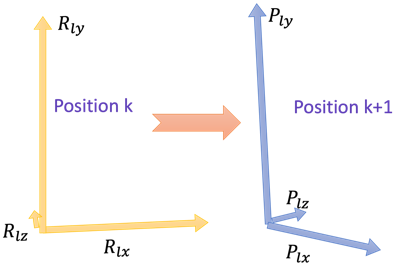 R_ly
P_ly
Position k
Position k+1
R_lz
P_lz
R_lx
P_lx